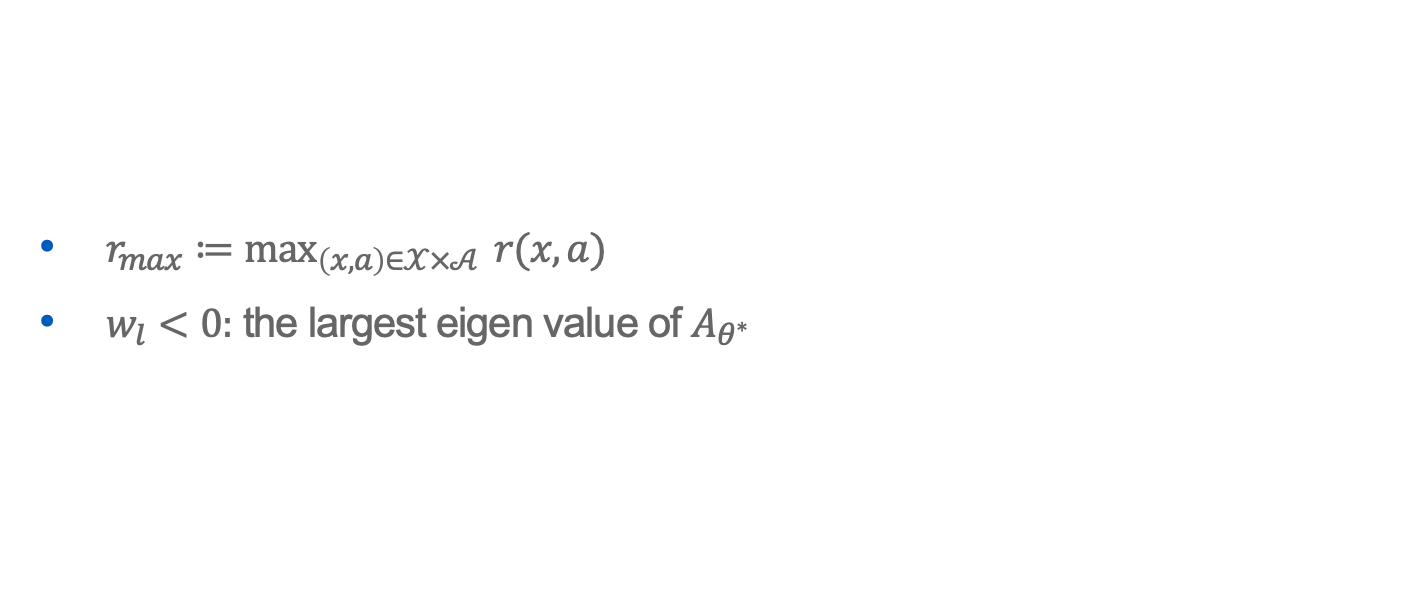 • r_max ≔ max_(x,a)∈𝒳×𝒜 r(x, a)
• w_l < 0: the largest eigen value of A_θ*